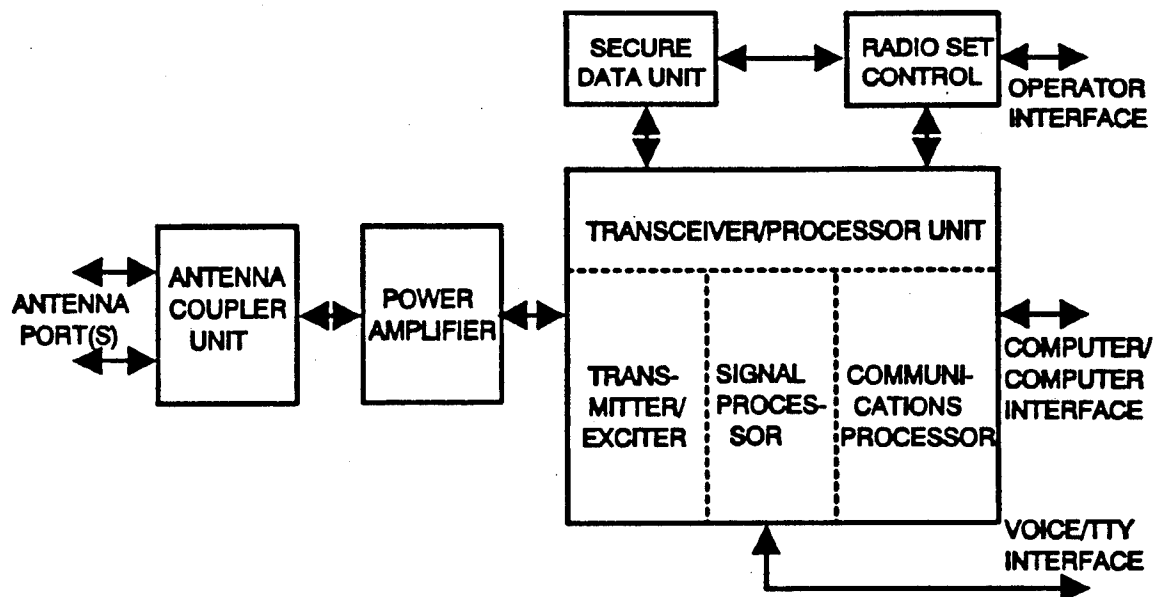 SECURE
DATA UNIT
RADIO SET
CONTROL
OPERATOR
INTERFACE
TRANSCEIVER/PROCESSOR UNIT
ANTENNA
PORT(S)
ANTENNA
COUPLER
UNIT
POWER
AMPLIFIER
TRANS-
MITTER/
EXCITER
SIGNAL
PROCES-
SOR
COMMUNI-
CATIONS
PROCESSOR
COMPUTER/
COMPUTER
INTERFACE
VOICE/TTY
INTERFACE